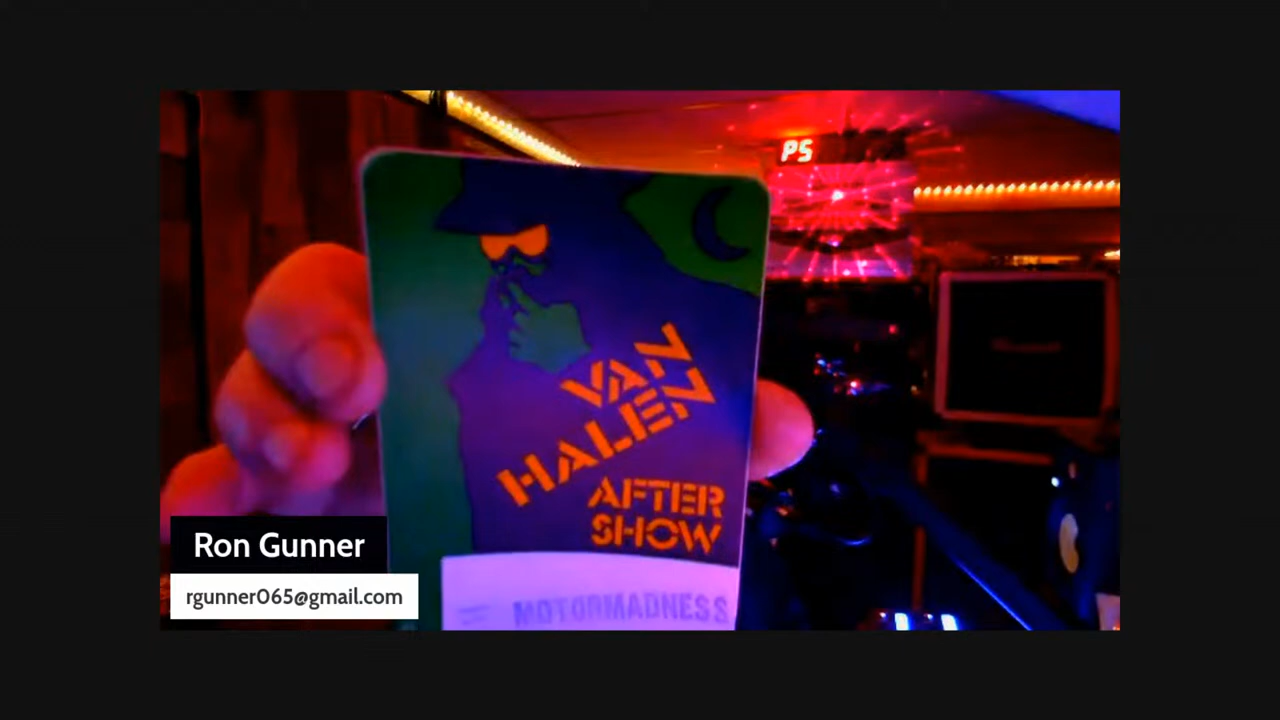 PS
VAN
HALEN
AFTER
SHOW
MOTORMADNESS
Ron Gunner
rgunner065@gmail.com